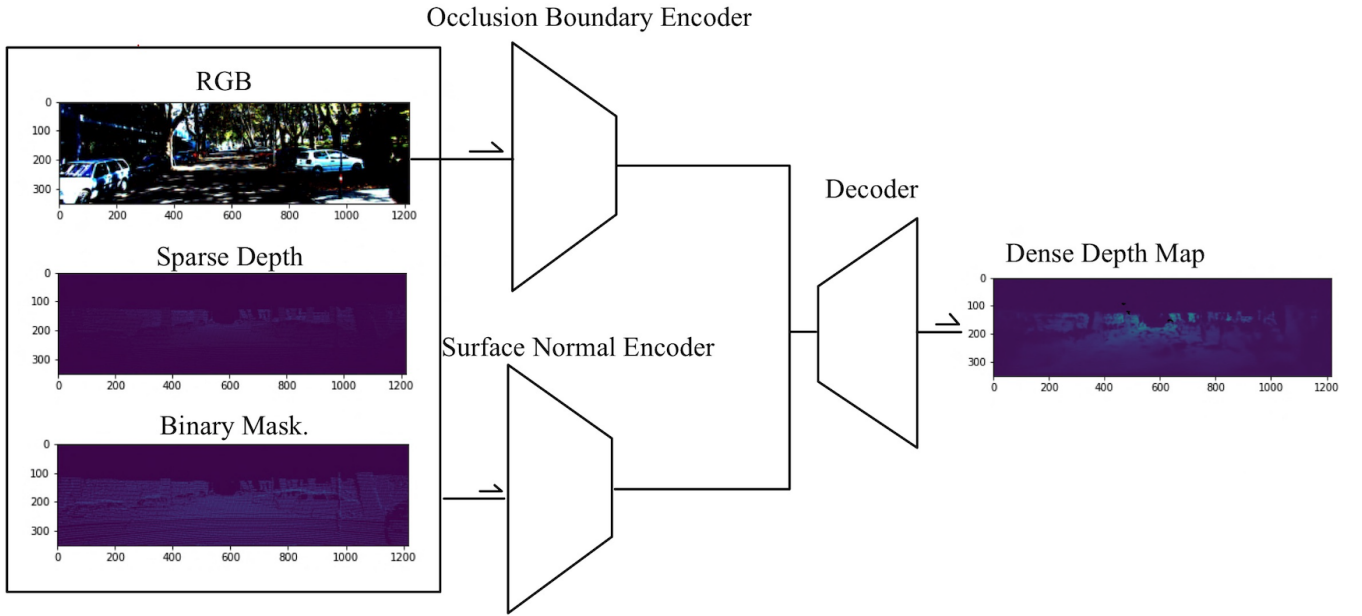 Occlusion Boundary Encoder
RGB
0
100
200
300
0 200 400 600 800 1000 1200
Sparse Depth
0
100
200
300
0 200 400 600 800 1000 1200
Binary Mask.
0
100
200
300
0 200 400 600 800 1000 1200
Surface Normal Encoder
Decoder
Dense Depth Map
0
100
200
300
0 200 400 600 800 1000 1200